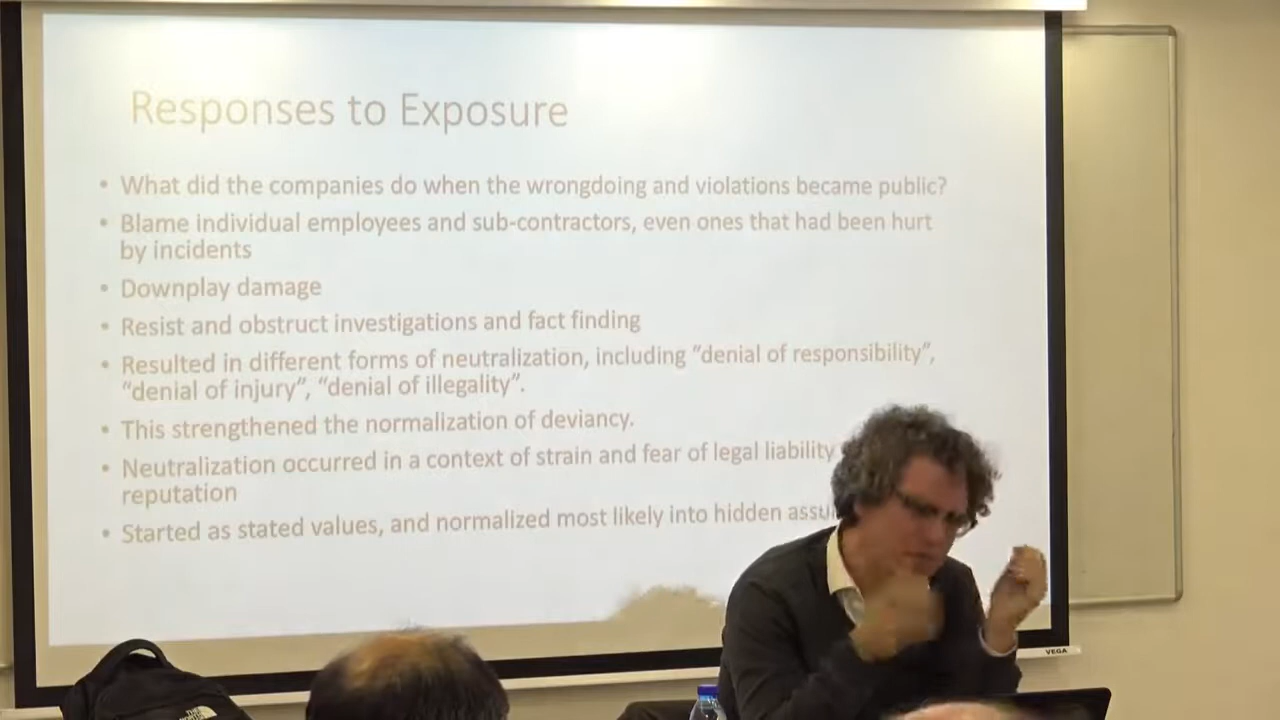 Responses to Exposure
• What did the companies do when the wrongdoing and violations became public?
• Blame individual employees and sub-contractors, even ones that had been hurt
by incidents
• Downplay damage
• Resist and obstruct investigations and fact finding
• Resulted in different forms of neutralization, including “denial of responsibility”,
“denial of injury”, “denial of illegality”.
• This strengthened the normalization of deviancy.
• Neutralization occurred in a context of strain and fear of legal liability
reputation
• Started as stated values, and normalized most likely into hidden
VEGA